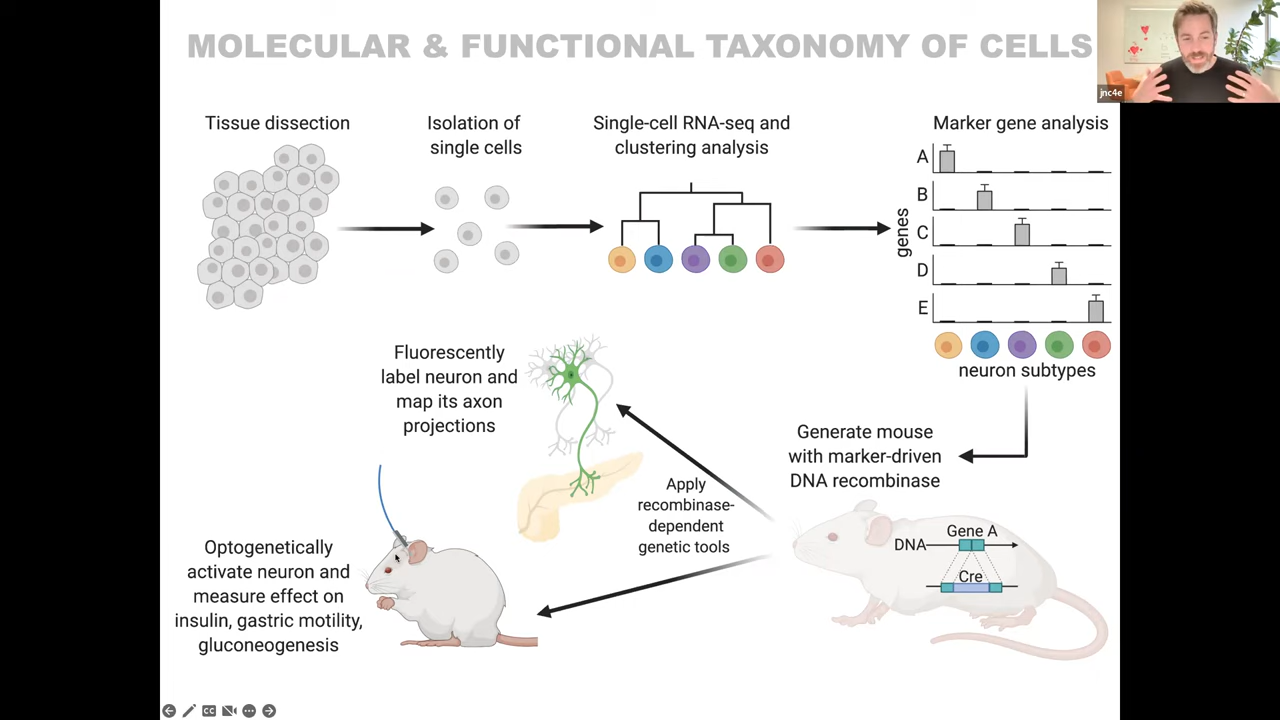 MOLECULAR & FUNCTIONAL TAXONOMY OF CELLS
jnc4e
Tissue dissection
Isolation of
single cells
Single-cell RNA-seq and
clustering analysis
Marker gene analysis
A
B
C
D
E
genes
neuron subtypes
Generate mouse
with marker-driven
DNA recombinase
DNA
Gene A
Cre
Apply
recombinase-
dependent
genetic tools
Fluorescently
label neuron and
map its axon
projections
Optogenetically
activate neuron and
measure effect on
insulin, gastric motility,
gluconeogenesis
CC